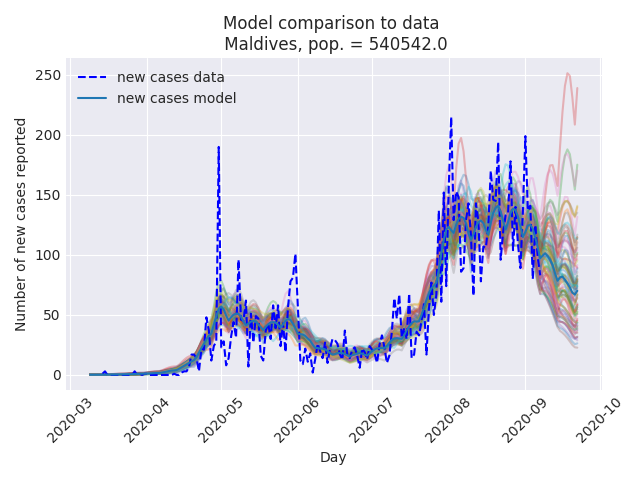 Model comparison to data
Maldives, pop. = 540542.0
new cases data
new cases model
Number of new cases reported
250
200
150
100
50
0
2020-03
2020-04
2020-05
2020-06
2020-07
2020-08
2020-09
2020-10
Day